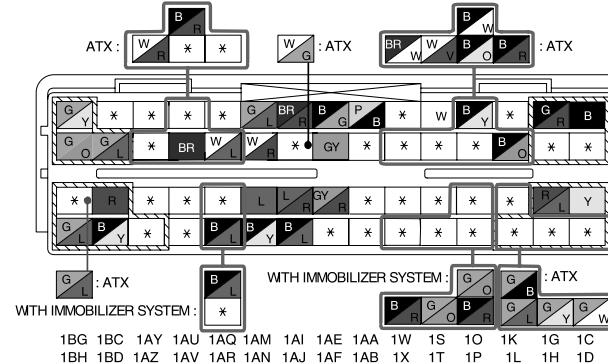 B R B W
ATX : W R * * W G : ATX BR W W V B O B R : ATX
G Y * * * * G L BR R B G P B * W B Y * G R B
G O G L * BR W L W R * GY * * * * B O * *
* R * * * L L R GY R * * * * * R L Y
G L B Y * * B L B Y B L * * * * * * * * *
G L : ATX B L WITH IMMOBILIZER SYSTEM : G O G B : ATX
WITH IMMOBILIZER SYSTEM : * B R G O B R G L G Y G W
1BG 1BC 1AY 1AU 1AQ 1AM 1AI 1AE 1AA 1W 1S 1O 1K 1G 1C
1BH 1BD 1AZ 1AV 1AR 1AN 1AJ 1AF 1AB 1X 1T 1P 1L 1H 1D